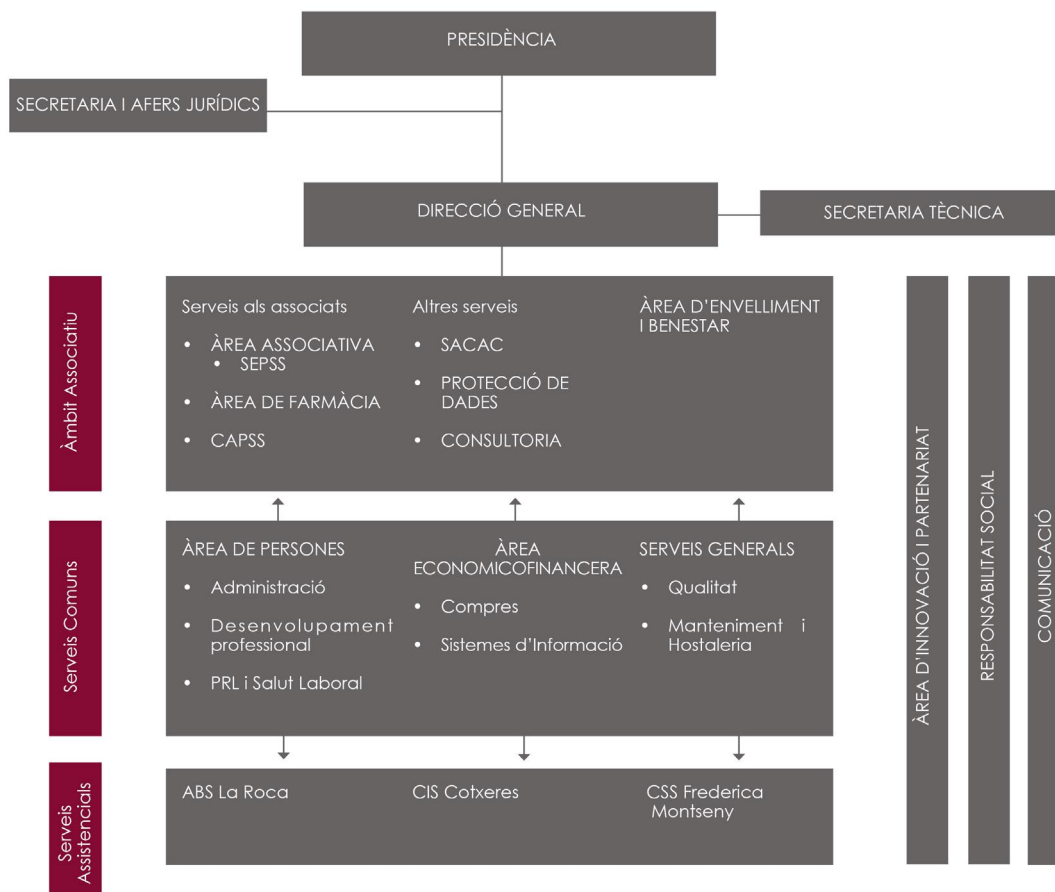 PRESIDÈNCIA
SECRETARIA I AFERS JURÍDICS
DIRECCIÓ GENERAL
SECRETARIA TÈCNICA
Àmbit Associatiu
Serveis als associats
• ÀREA ASSOCIATIVA
• SEPSS
• ÀREA DE FARMÀCIA
• CAPSS
Altres serveis
• SACAC
• PROTECCIÓ DE
DADES
• CONSULTORIA
ÀREA D'ENVELLIMENT
I BENESTAR
Serveis Comuns
ÀREA DE PERSONES
• Administració
• Desenvolupament
professional
• PRL i Salut Laboral
ÀREA
ECONOMICOFINANCERA
• Compres
• Sistemes d'Informació
SERVEIS GENERALS
• Qualitat
• Manteniment i
Hostaleria
Serveis
Assistencials
ABS La Roca
CIS Cotxeres
CSS Frederica
Montseny
ÀREA D'INNOVACIÓ I PARTENARIAT
RESPONSABILITAT SOCIAL
COMUNICACIÓ